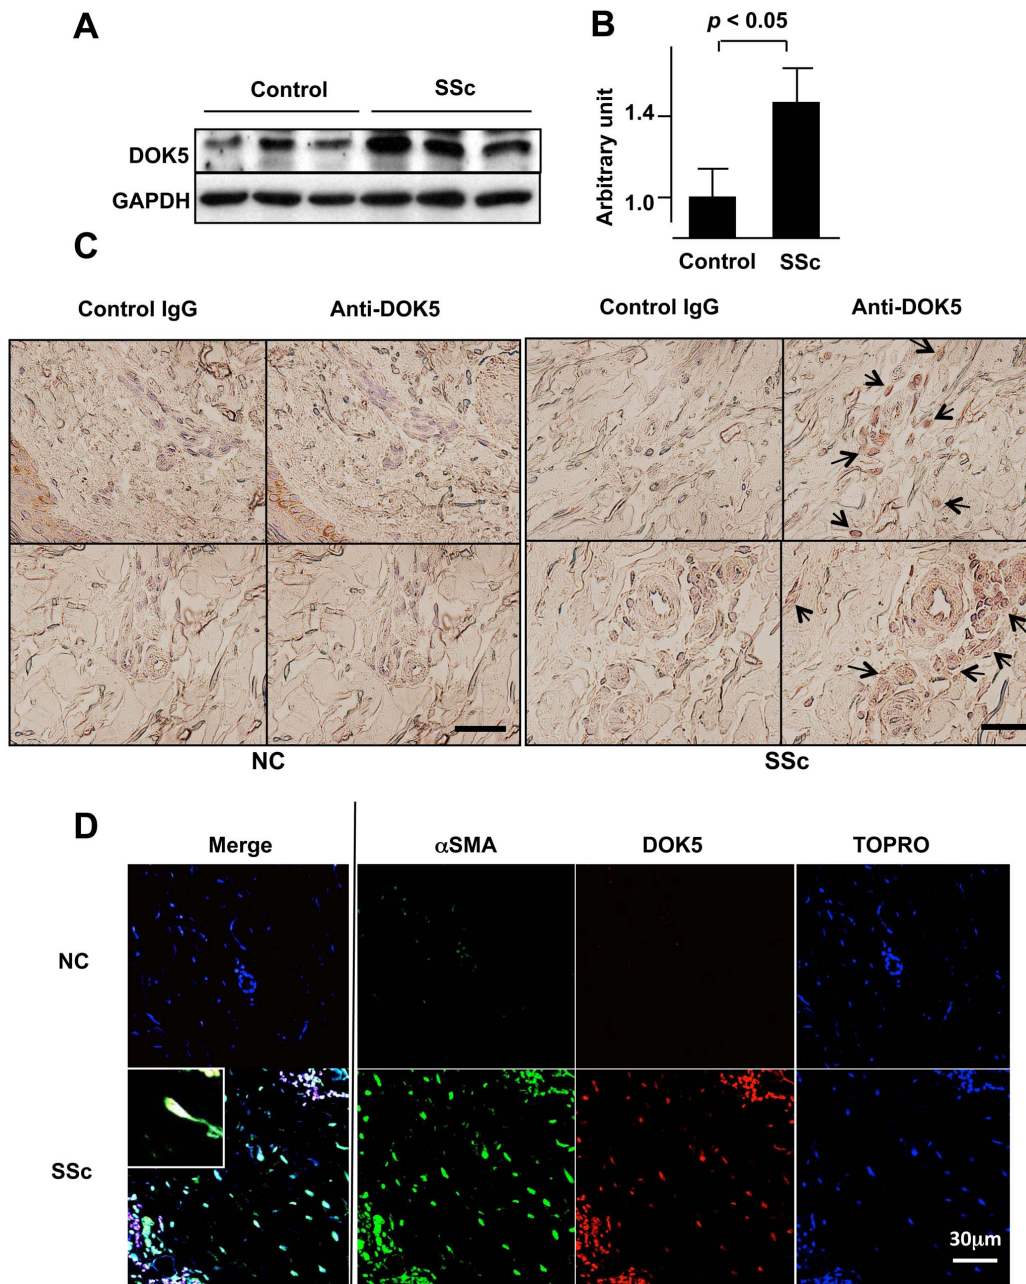 A
Control SSc
DOK5
GAPDH
B
p < 0.05
Arbitrary unit
1.4
1.0
Control SSc
C
Control IgG Anti-DOK5 Control IgG Anti-DOK5
NC SSc
D
Merge αSMA DOK5 TOPRO
NC
SSc
30μm